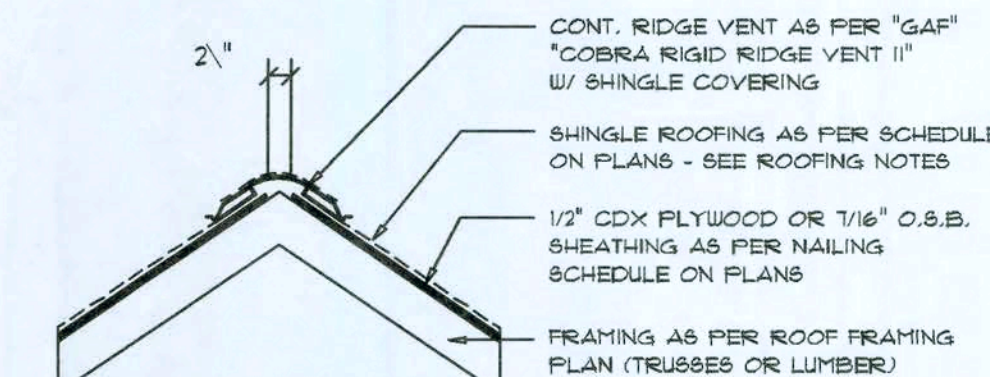 2\"
CONT. RIDGE VENT AS PER "GAF"
"COBRA RIGID RIDGE VENT II"
W/ SHINGLE COVERING
SHINGLE ROOFING AS PER SCHEDULE
ON PLANS - SEE ROOFING NOTES
1/2" CDX PLYWOOD OR 7/16" O.S.B.
SHEATHING AS PER NAILING
SCHEDULE ON PLANS
FRAMING AS PER ROOF FRAMING
PLAN (TRUSSES OR LUMBER)